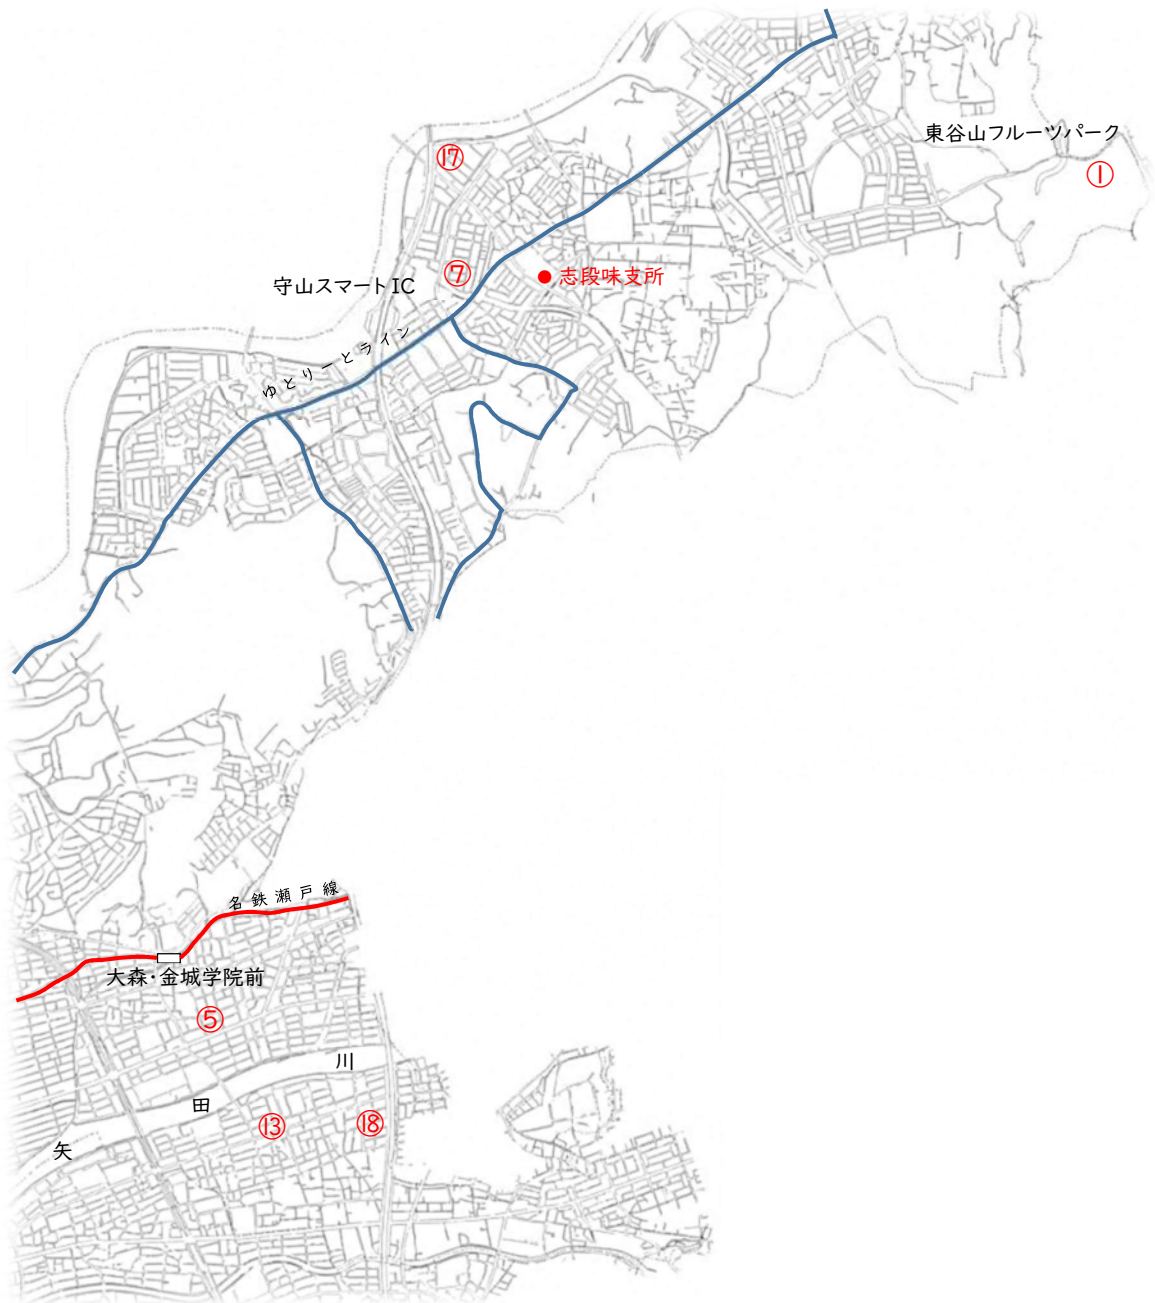 東谷山フルーツパーク
①
⑰
⑦
志段味支所
守山スマートIC
ゆとりーとライン
名鉄瀬戸線
大森・金城学院前
⑤
川
田
矢
⑬
⑱